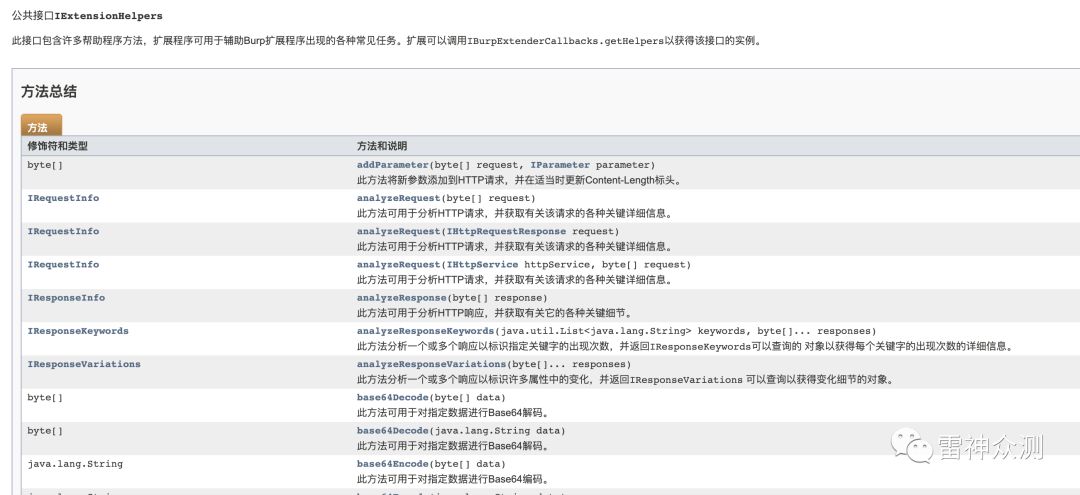 公共接口IExtensionHelpers
此接口包含许多帮助程序方法，扩展程序可用于辅助Burp扩展程序出现的各种常见任务。扩展可以调用IBurpExtenderCallbacks.getHelpers以获得该接口的实例。
方法总结
方法
修饰符和类型 方法和说明
byte[] addParameter(byte[] request, IParameter parameter)
此方法将新参数添加到HTTP请求，并在适当时更新Content-Length标头。
IRequestInfo analyzeRequest(byte[] request)
此方法可用于分析HTTP请求，并获取有关该请求的各种关键详细信息。
IRequestInfo analyzeRequest(IHttpRequestResponse request)
此方法可用于分析HTTP请求，并获取有关该请求的各种关键详细信息。
IRequestInfo analyzeRequest(IHttpService httpService, byte[] request)
此方法可用于分析HTTP请求，并获取有关该请求的各种关键详细信息。
IResponseInfo analyzeResponse(byte[] response)
此方法可用于分析HTTP响应，并获取有关它的各种关键细节。
IResponseKeywords analyzeResponseKeywords(java.util.List<java.lang.String> keywords, byte[]... responses)
此方法分析一个或多个响应以标识指定关键字的出现次数，并返回IResponseKeywords可以查询的 对象以获得每个关键字的出现次数的详细信息。
IResponseVariations analyzeResponseVariations(byte[]... responses)
此方法分析一个或多个响应以标识许多属性中的变化，并返回IResponseVariations 可以查询以获得变化细节的对象。
byte[] base64Decode(byte[] data)
此方法可用于对指定数据进行Base64解码。
byte[] base64Decode(java.lang.String data)
此方法可用于对指定数据进行Base64解码。
java.lang.String base64Encode(byte[] data)
此方法可用于对指定数据进行Base64编码。
雷神众测